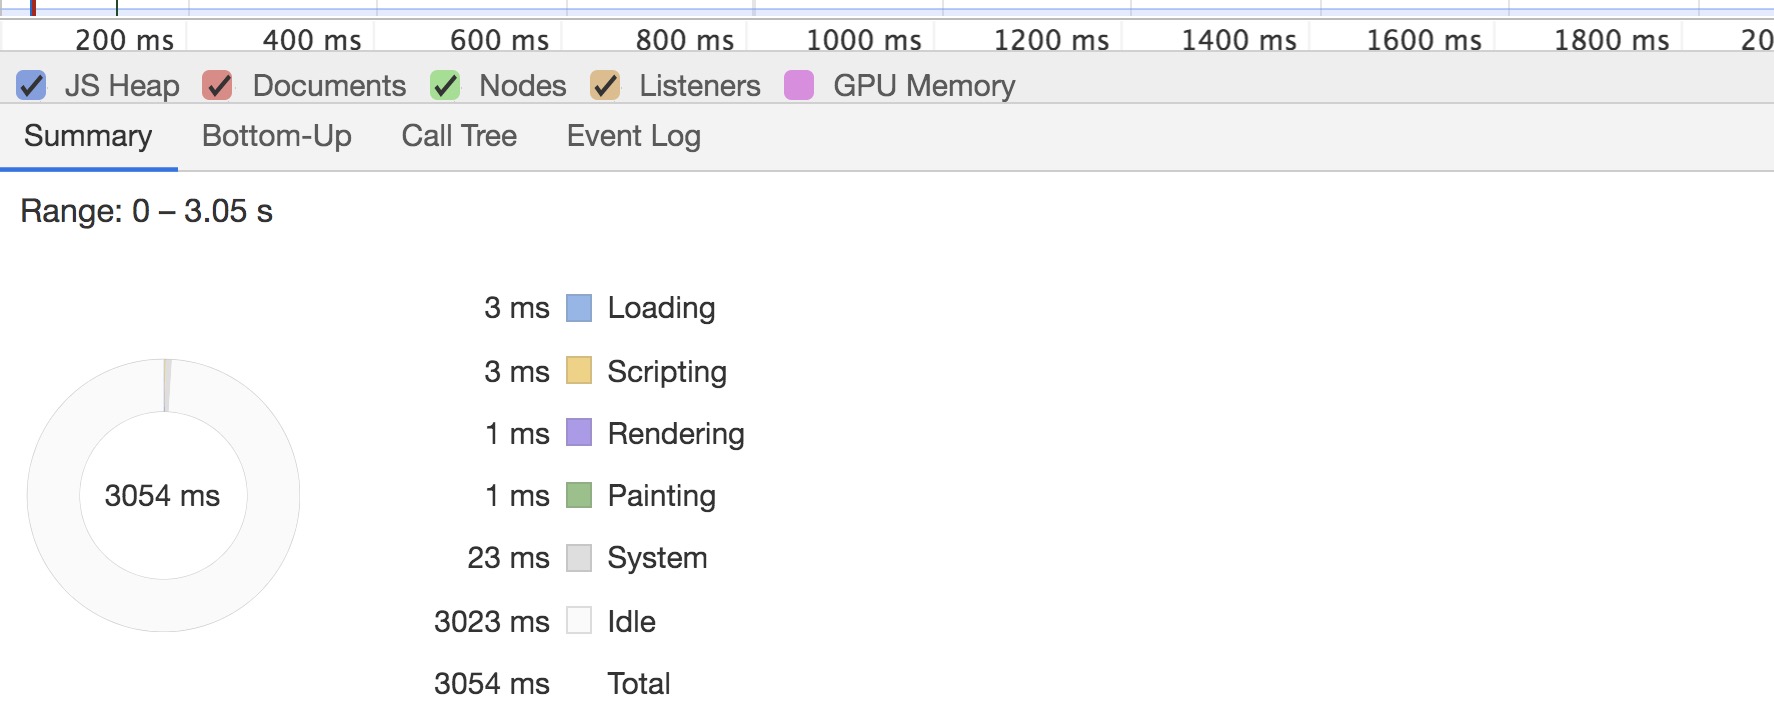 200 ms 400 ms 600 ms 800 ms 1000 ms 1200 ms 1400 ms 1600 ms 1800 ms 20
JS Heap Documents Nodes Listeners GPU Memory
Summary Bottom-Up Call Tree Event Log
Range: 0 – 3.05 s
3 ms Loading
3 ms Scripting
1 ms Rendering
3054 ms
1 ms Painting
23 ms System
3023 ms Idle
3054 ms Total